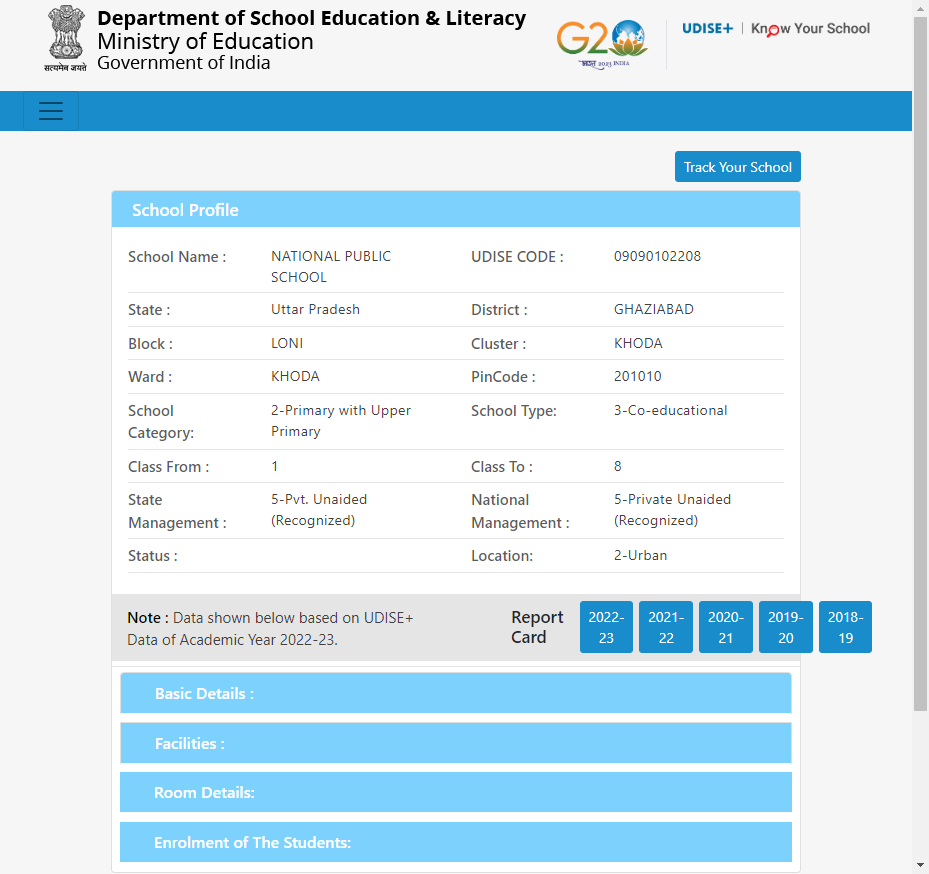 Department of School Education & Literacy
Ministry of Education
Government of India
सत्यमेव जयते
G20
भारत 2023 INDIA
UDISE+ | Know Your School
Track Your School
School Profile
School Name : NATIONAL PUBLIC SCHOOL UDISE CODE : 09090102208
State : Uttar Pradesh District : GHAZIABAD
Block : LONI Cluster : KHODA
Ward : KHODA PinCode : 201010
School Category: 2-Primary with Upper Primary School Type: 3-Co-educational
Class From : 1 Class To : 8
State Management : 5-Pvt. Unaided (Recognized) National Management : 5-Private Unaided (Recognized)
Status : Location: 2-Urban
Note : Data shown below based on UDISE+
Data of Academic Year 2022-23.
Report Card 2022-23 2021-22 2020-21 2019-20 2018-19
Basic Details :
Facilities :
Room Details:
Enrolment of The Students: